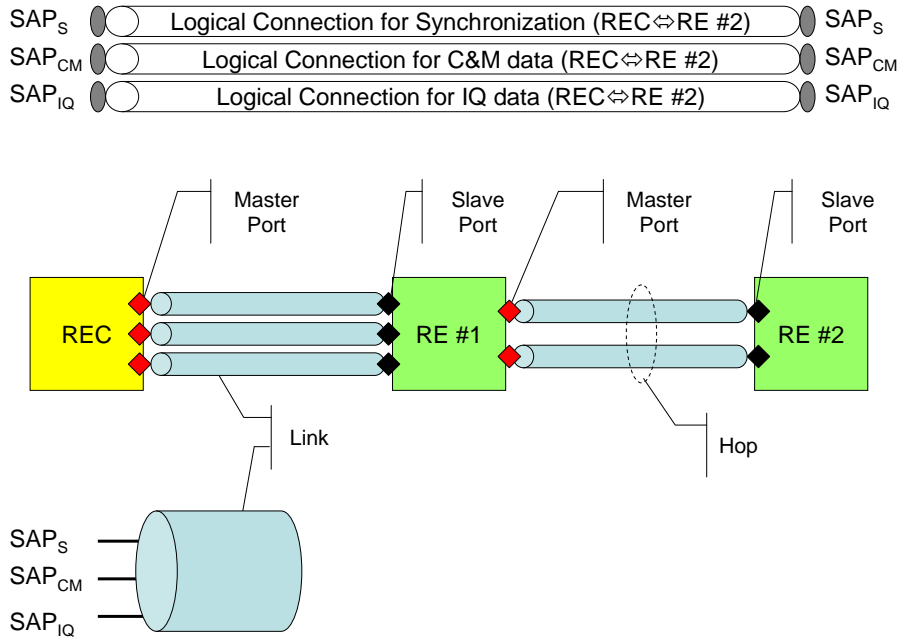 SAPS Logical Connection for Synchronization (REC⇔RE #2) SAPS
SAPCM Logical Connection for C&M data (REC⇔RE #2) SAPCM
SAPIQ Logical Connection for IQ data (REC⇔RE #2) SAPIQ
Master
Port
Slave
Port
Master
Port
Slave
Port
REC
RE #1
RE #2
Link
Hop
SAPS
SAPCM
SAPIQ